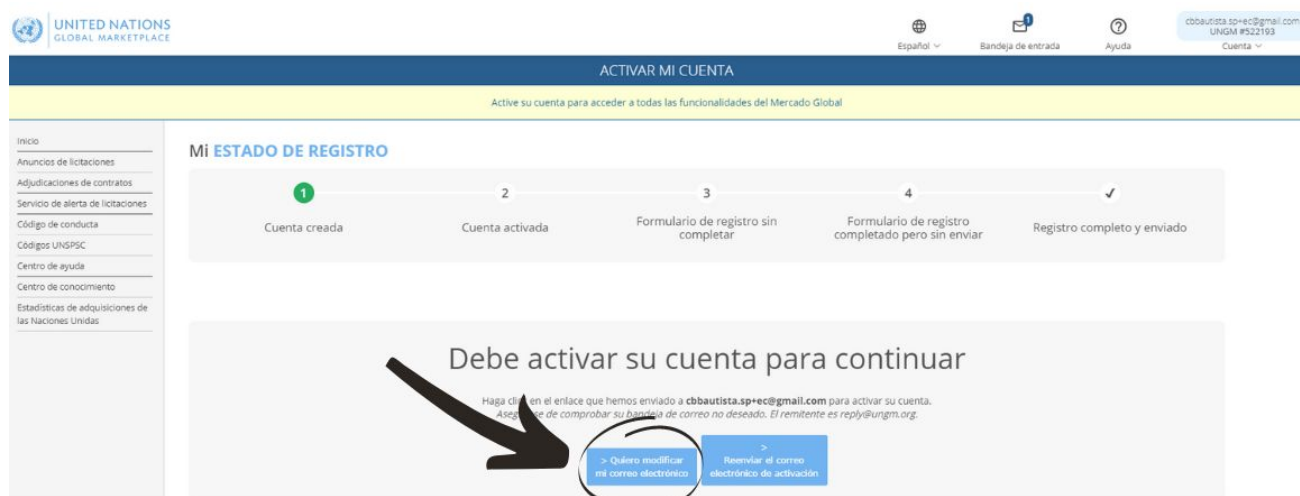 UNITED NATIONS
GLOBAL MARKETPLACE
Español
Bandeja de entrada
1
Ayuda
cbbautista.sp+ec@gmail.com
UNGM #522193
Cuenta
ACTIVAR MI CUENTA
Active su cuenta para acceder a todas las funcionalidades del Mercado Global
Inicio
Anuncios de licitaciones
Adjudicaciones de contratos
Servicio de alerta de licitaciones
Código de conducta
Códigos UNSPSC
Centro de ayuda
Centro de conocimiento
Estadísticas de adquisiciones de
las Naciones Unidas
Mi ESTADO DE REGISTRO
1
Cuenta creada
2
Cuenta activada
3
Formulario de registro sin
completar
4
Formulario de registro
completado pero sin enviar
✓
Registro completo y enviado
Debe activar su cuenta para continuar
Haga clic en el enlace que hemos enviado a cbbautista.sp+ec@gmail.com para activar su cuenta.
Asegúrese de comprobar su bandeja de correo no deseado. El remitente es reply@ungm.org.
> Quiero modificar
mi correo electrónico
>
Reenviar el correo
electrónico de activación